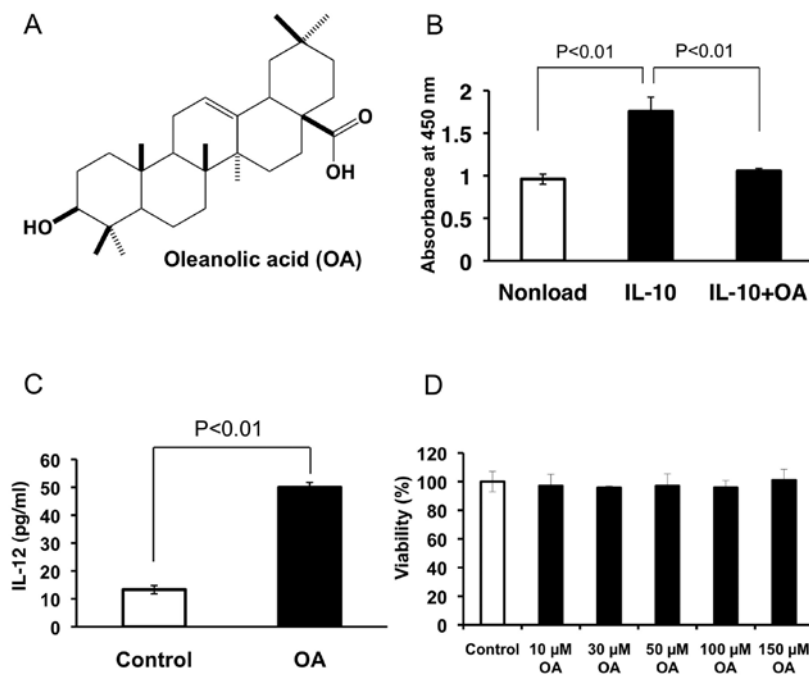 A
HO
O
OH
Oleanolic acid (OA)
B
P<0.01
P<0.01
Absorbance at 450 nm
2
1.5
1
0.5
0
Nonload
IL-10
IL-10+OA
C
P<0.01
IL-12 (pg/ml)
60
50
40
30
20
10
0
Control
OA
D
Viability (%)
120
100
80
60
40
20
0
Control
10 µM
OA
30 µM
OA
50 µM
OA
100 µM
OA
150 µM
OA